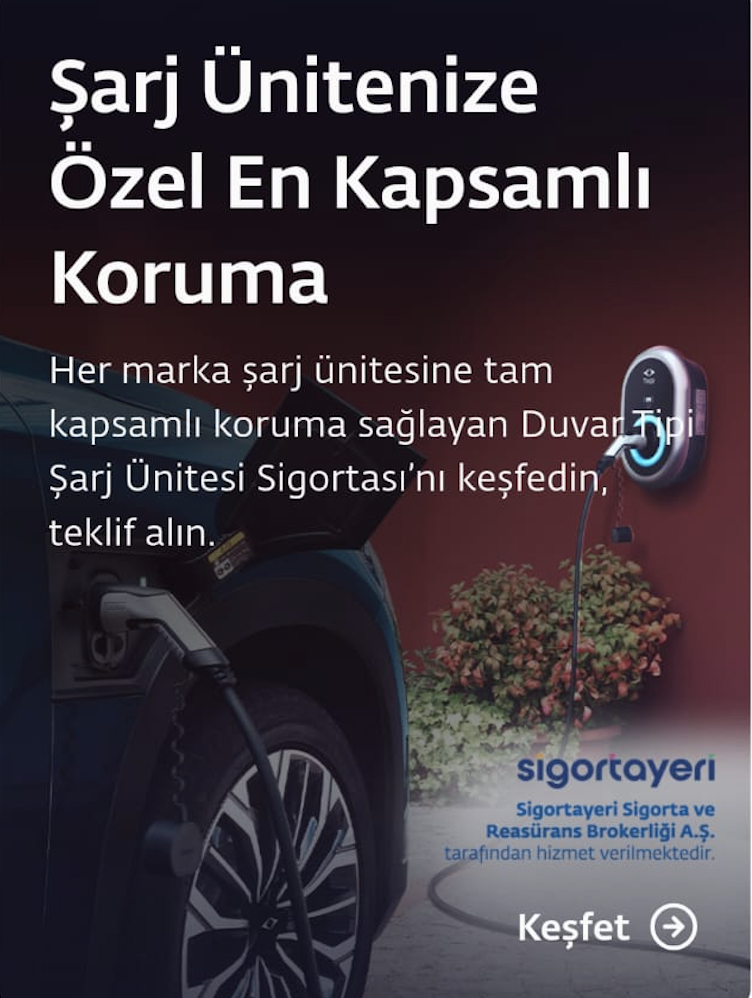 Şarj Ünitenize
Özel En Kapsamlı
Koruma
Her marka şarj ünitesine tam
kapsamlı koruma sağlayan Duvar Tipi
Şarj Ünitesi Sigortası’nı keşfedin,
teklif alın.
sigortayeri
Sigortayeri Sigorta ve
Reasürans Brokerliği A.Ş.
tarafından hizmet verilmektedir.
Keşfet